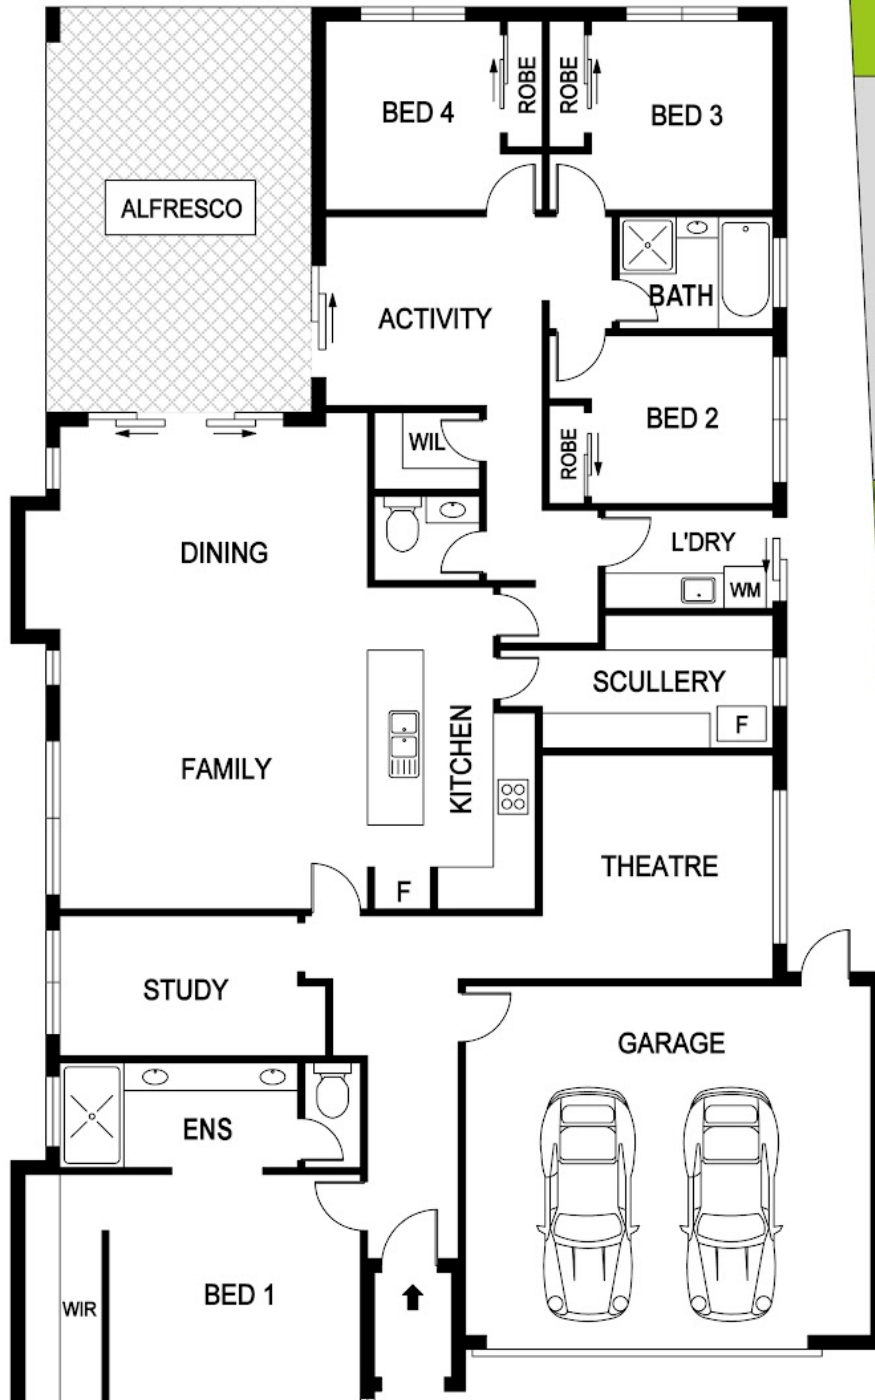 BED 4
ROBE
ROBE
BED 3
ALFRESCO
BATH
ACTIVITY
BED 2
WIL
ROBE
DINING
L'DRY
WM
SCULLERY
F
KITCHEN
FAMILY
THEATRE
F
STUDY
GARAGE
ENS
BED 1
WIR